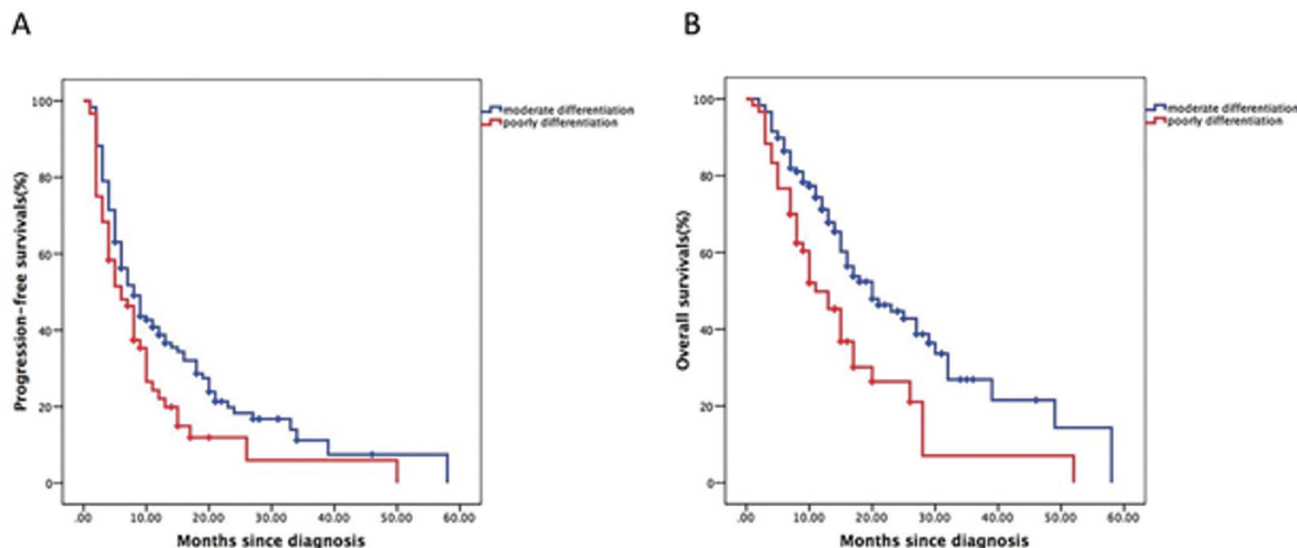 A
B
100
80
60
40
20
0
Progression-free survivals(%)
.00 10.00 20.00 30.00 40.00 50.00 60.00
Months since diagnosis
moderate differentiation
poorly differentiation
100
80
60
40
20
0
Overall survivals(%)
.00 10.00 20.00 30.00 40.00 50.00 60.00
Months since diagnosis
moderate differentiation
poorly differentiation